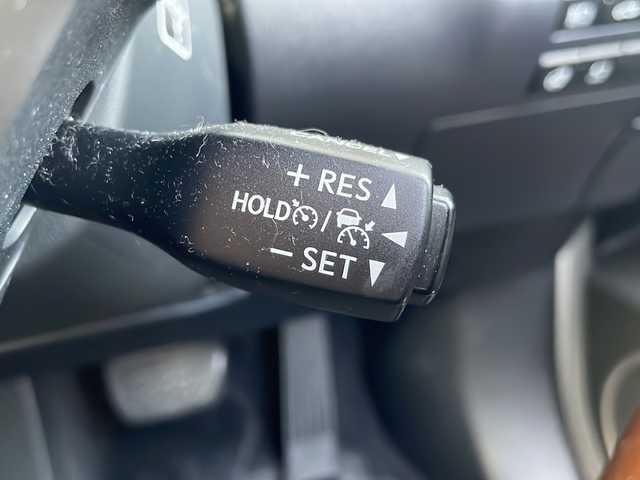 + RES
HOLD /
- SET